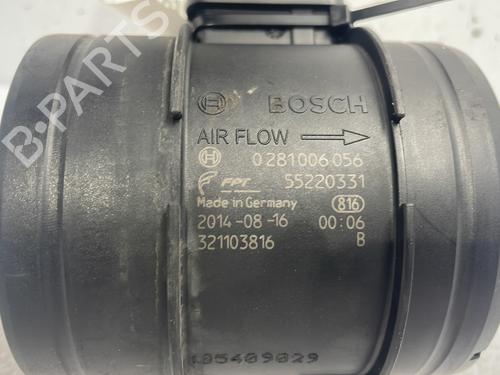 BOSCH
AIR FLOW
0 281 006 056
FPT 55220331
Made in Germany 816
2014-08-16 00:06
321103816 B
105409029
B-PARTS